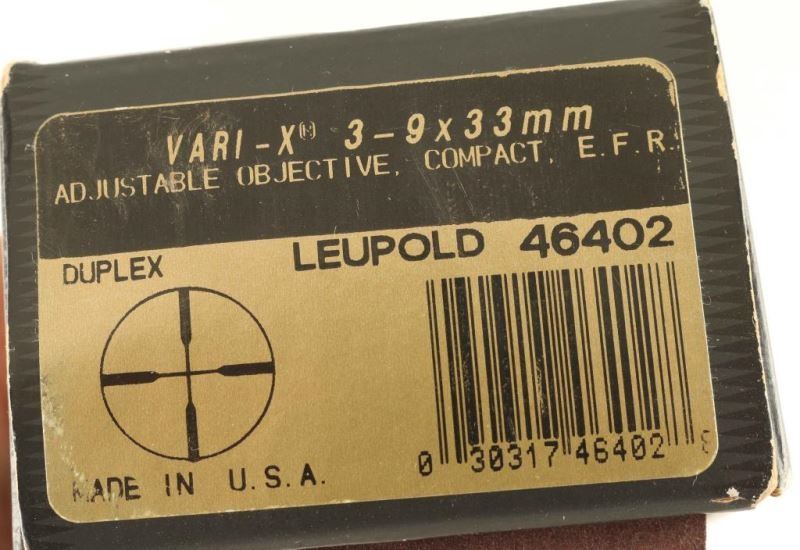 VARI-X® 3-9x33mm
ADJUSTABLE OBJECTIVE, COMPACT, E.F.R.
DUPLEX
LEUPOLD 46402
0 30317 46402
MADE IN U.S.A.